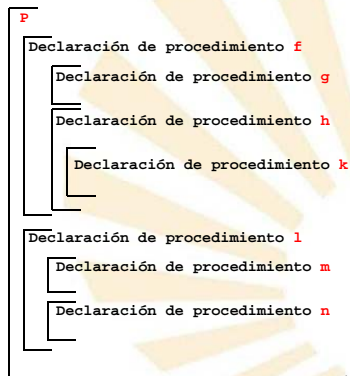 P
Declaración de procedimiento f
Declaración de procedimiento g
Declaración de procedimiento h
Declaración de procedimiento k
Declaración de procedimiento l
Declaración de procedimiento m
Declaración de procedimiento n